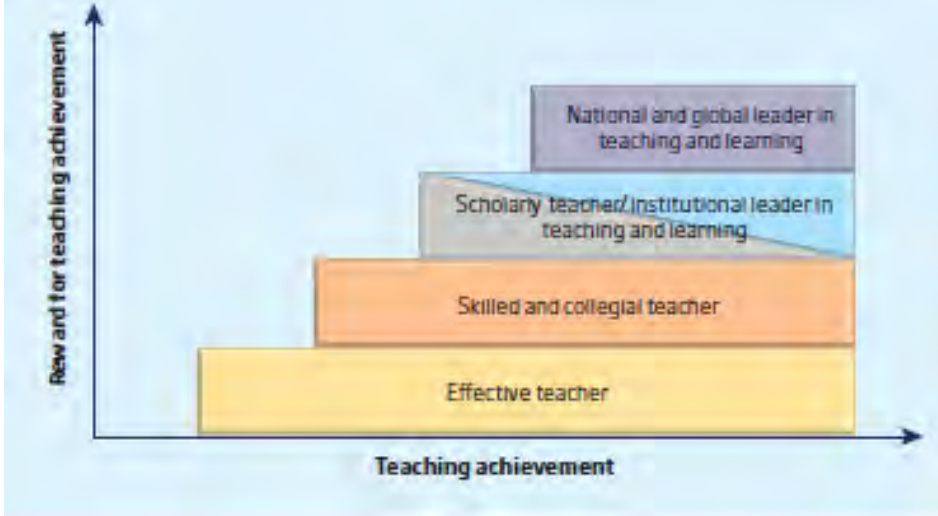 Reward for teaching achievement
National and global leader in
teaching and learning
Scholarly teacher/institutional leader in
teaching and learning
Skilled and collegial teacher
Effective teacher
Teaching achievement